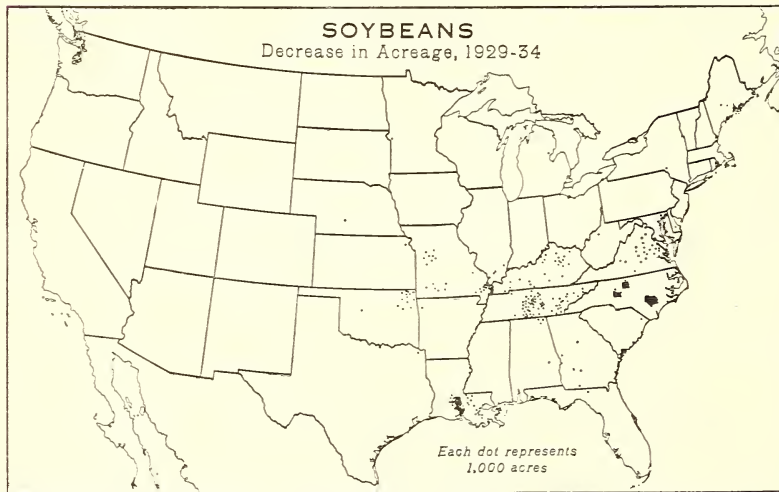 SOYBEANS
Decrease in Acreage, 1929-34
Each dot represents
1,000 acres